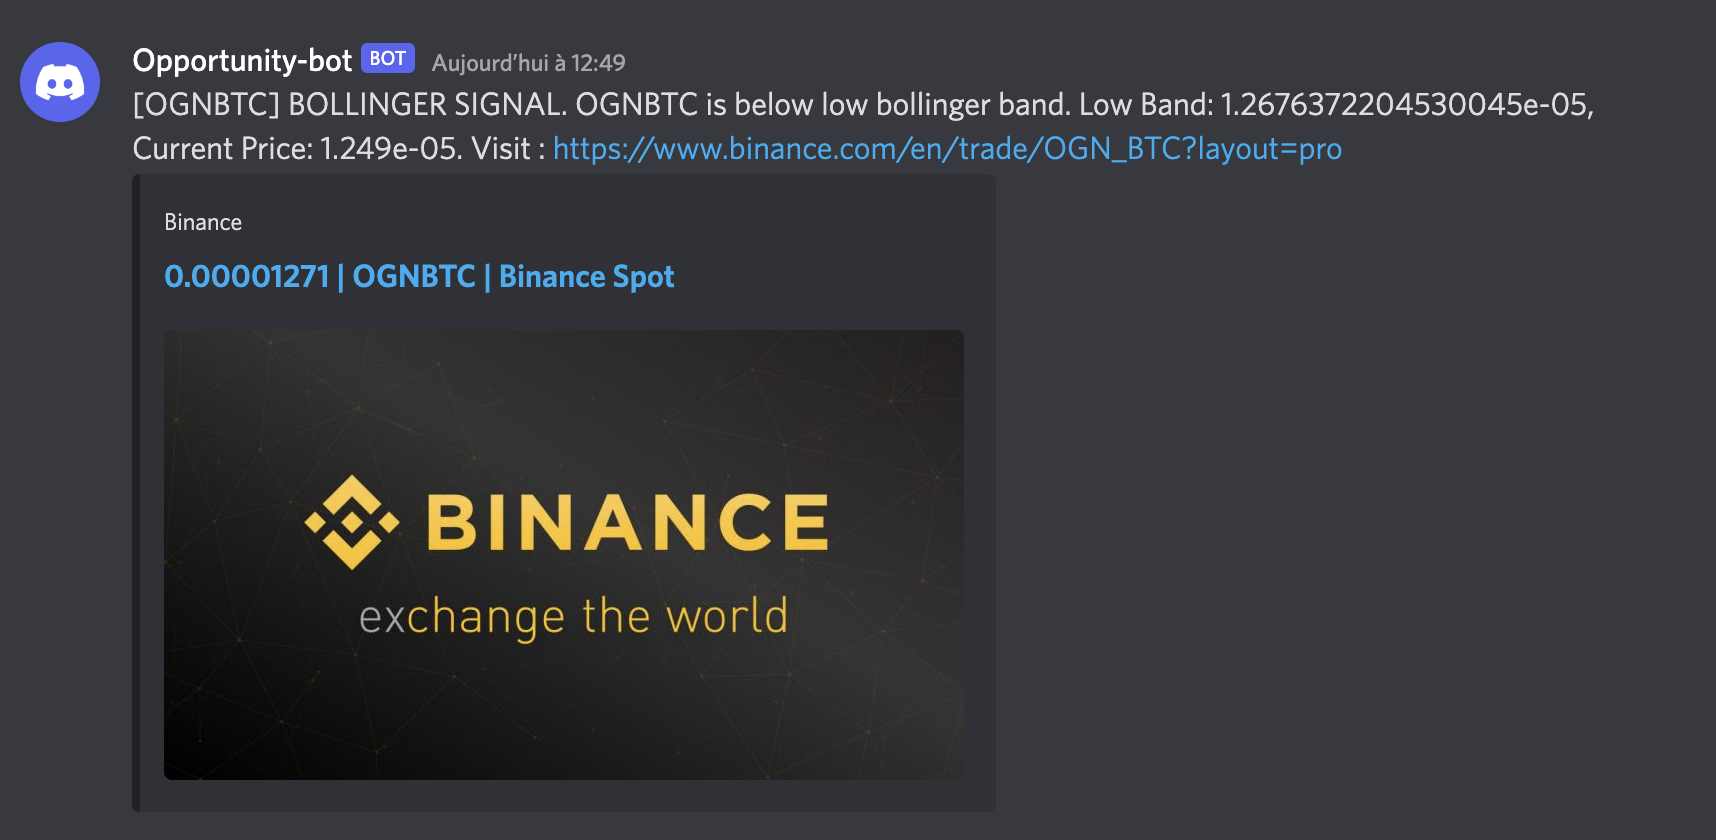 Opportunity-bot BOT Aujourd’hui à 12:49
[OGNBTC] BOLLINGER SIGNAL. OGNBTC is below low bollinger band. Low Band: 1.2676372204530045e-05,
Current Price: 1.249e-05. Visit : https://www.binance.com/en/trade/OGN_BTC?layout=pro
Binance
0.00001271 | OGNBTC | Binance Spot
BINANCE
exchange the world